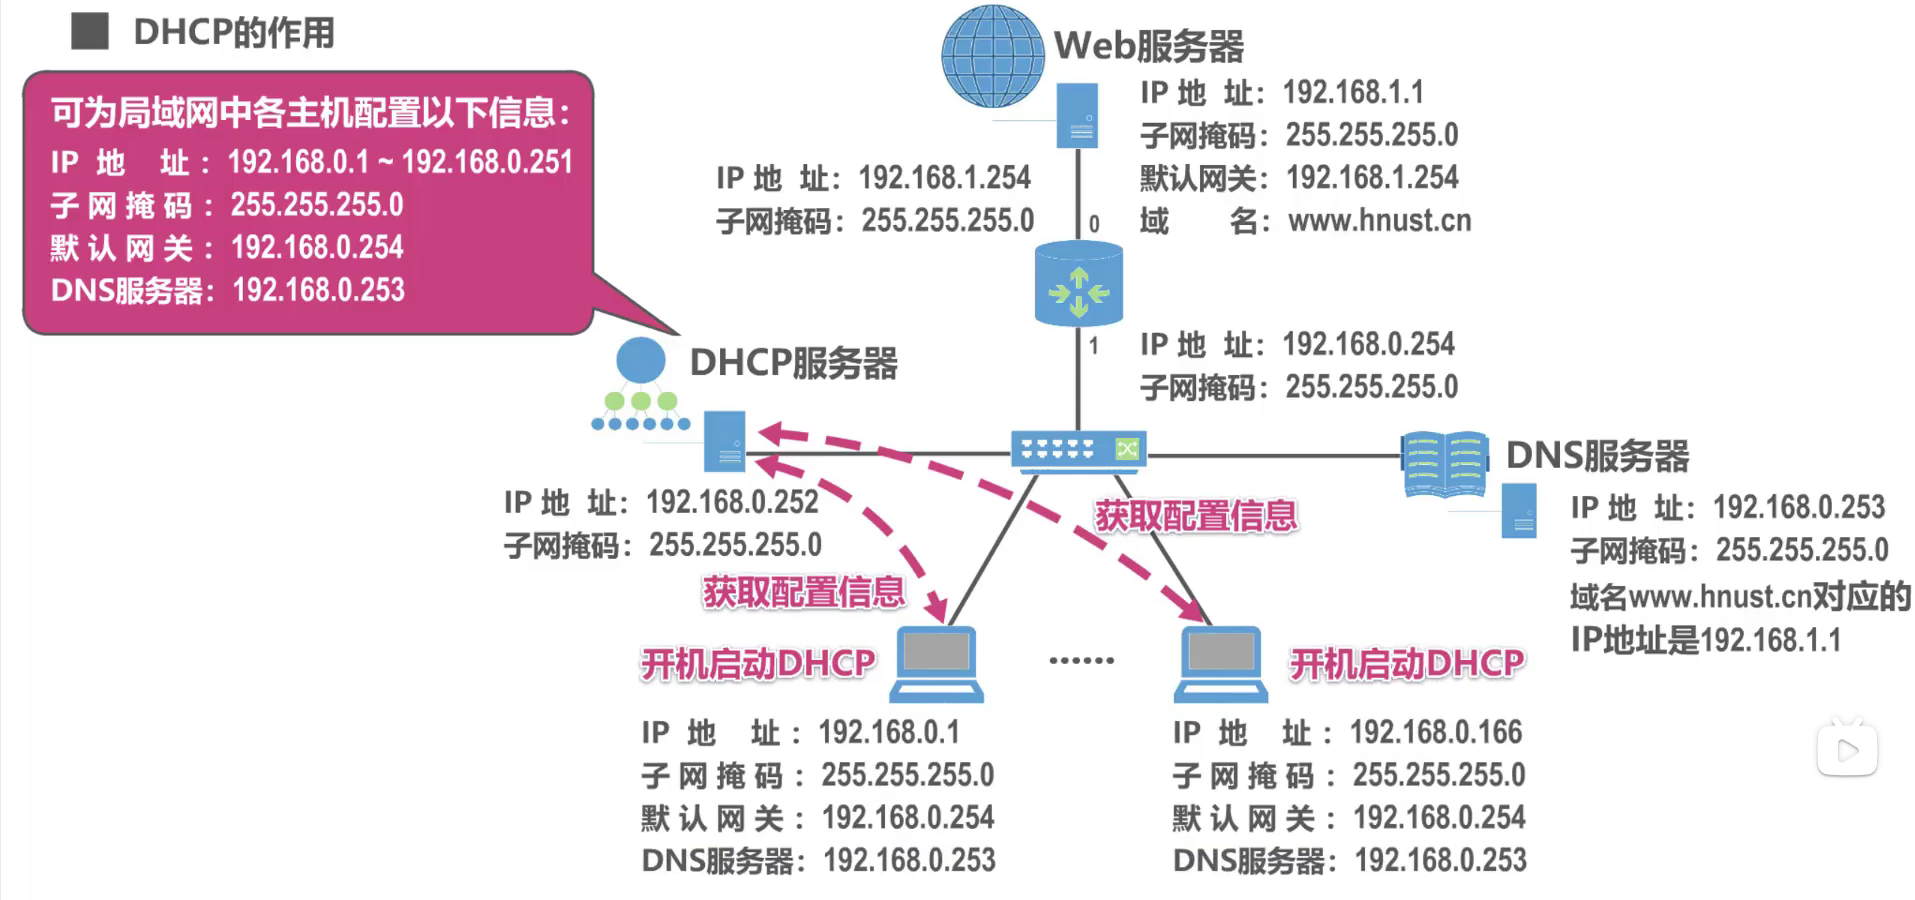 DHCP的作用
可为局域网中各主机配置以下信息：
IP 地 址：192.168.0.1 ~ 192.168.0.251
子 网 掩 码：255.255.255.0
默 认 网 关：192.168.0.254
DNS服务器：192.168.0.253
Web服务器
IP 地 址：192.168.1.1
子网掩码：255.255.255.0
默认网关：192.168.1.254
域 名：www.hnust.cn
IP 地 址：192.168.1.254
子网掩码：255.255.255.0
0
1
IP 地 址：192.168.0.254
子网掩码：255.255.255.0
DHCP服务器
IP 地 址：192.168.0.252
子网掩码：255.255.255.0
DNS服务器
IP 地 址：192.168.0.253
子网掩码：255.255.255.0
域名www.hnust.cn对应的
IP地址是192.168.1.1
获取配置信息
获取配置信息
开机启动DHCP
……
开机启动DHCP
IP 地 址：192.168.0.1
子 网 掩 码：255.255.255.0
默 认 网 关：192.168.0.254
DNS服务器：192.168.0.253
IP 地 址：192.168.0.166
子 网 掩 码：255.255.255.0
默 认 网 关：192.168.0.254
DNS服务器：192.168.0.253